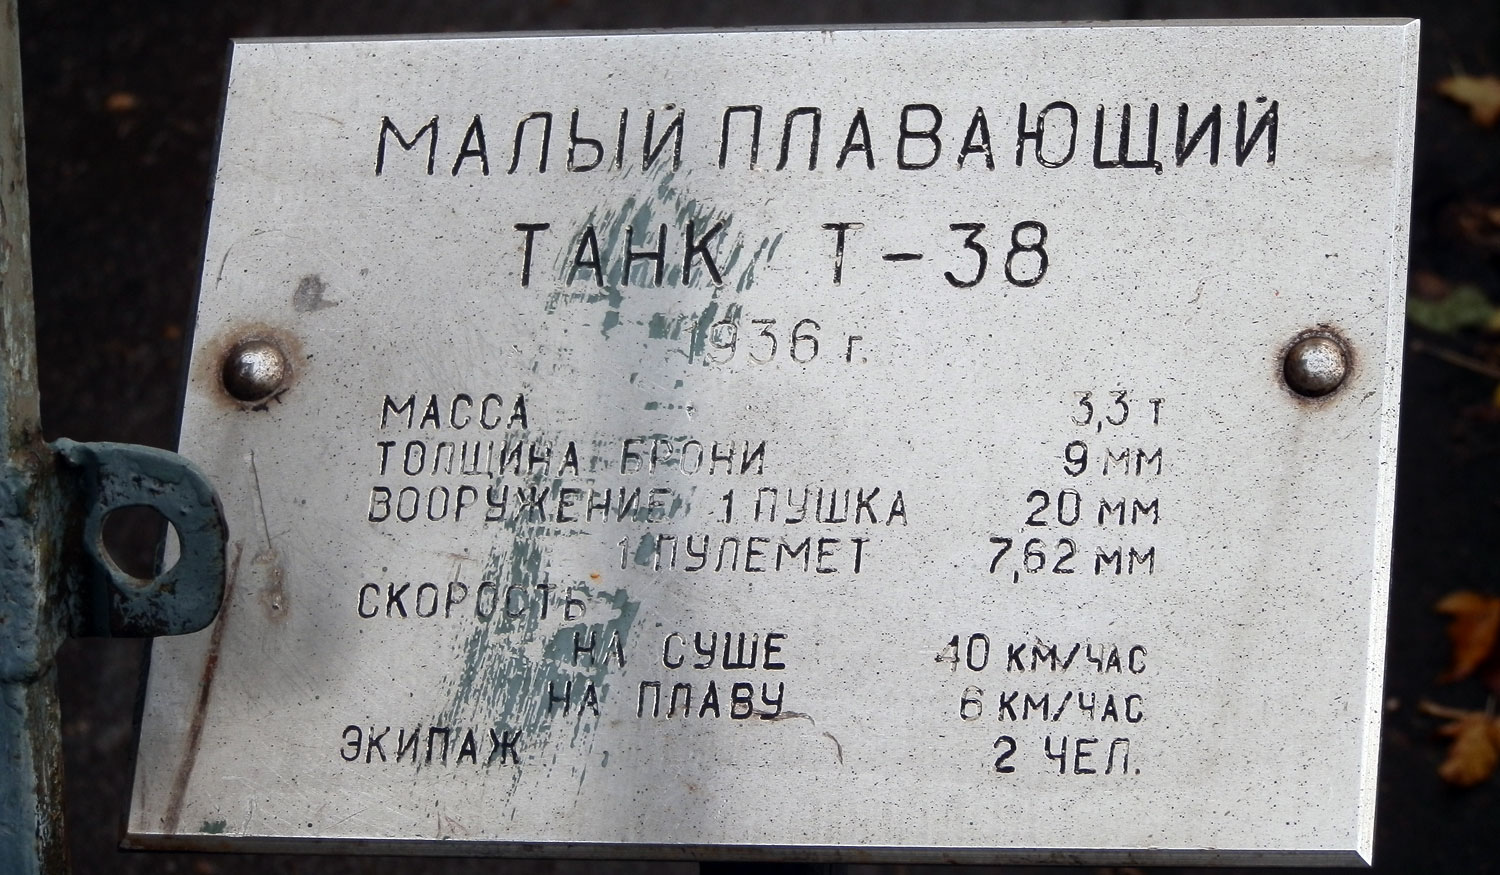 МАЛЫЙ ПЛАВАЮЩИЙ
ТАНК Т-38
1936 г.
МАССА 3,3 т
ТОЛЩИНА БРОНИ 9 мм
ВООРУЖЕНИЕ 1 ПУШКА 20 мм
1 ПУЛЕМЕТ 7,62 мм
СКОРОСТЬ
НА СУШЕ 40 КМ/ЧАС
НА ПЛАВУ 6 КМ/ЧАС
ЭКИПАЖ 2 ЧЕЛ.